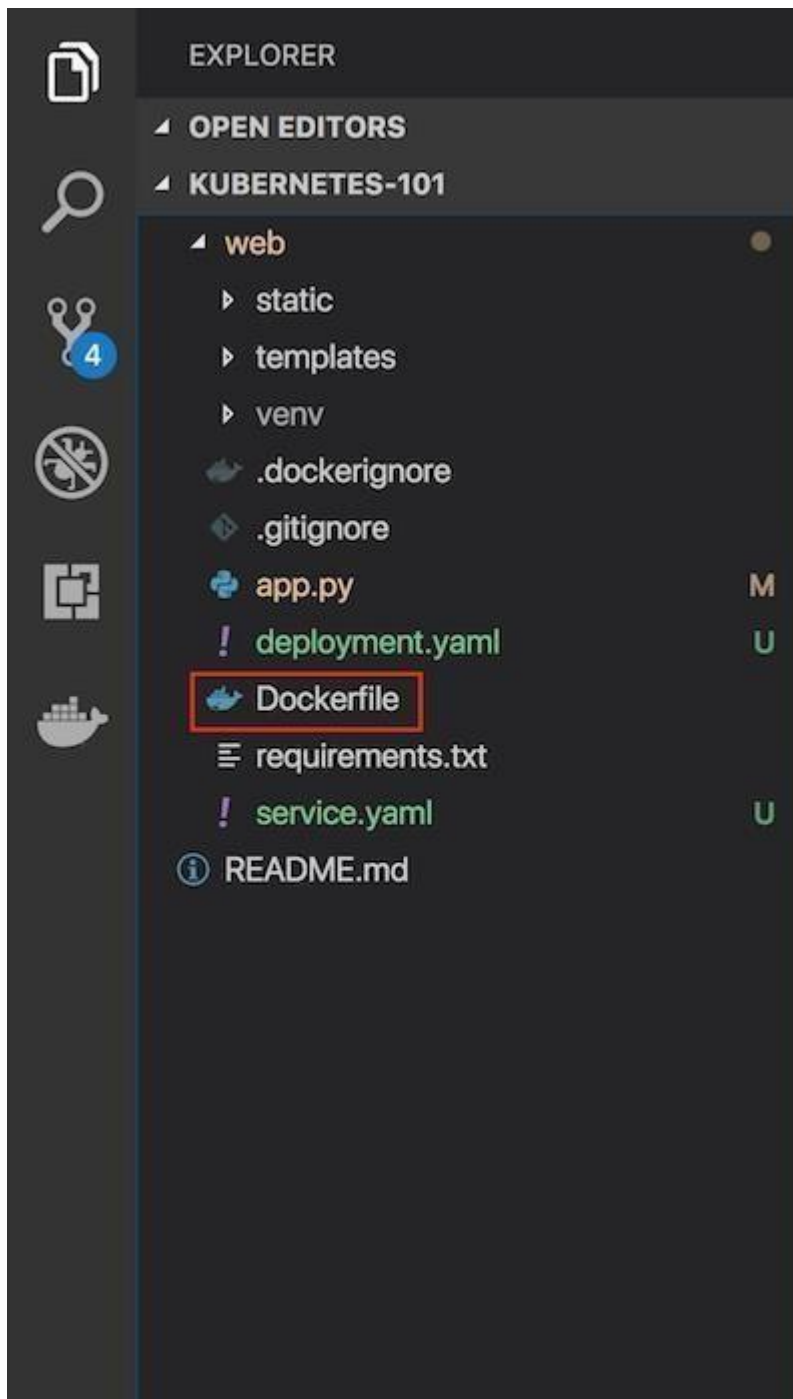 EXPLORER
OPEN EDITORS
KUBERNETES-101
web
static
templates
venv
4
.dockerignore
.gitignore
app.py M
deployment.yaml U
Dockerfile
requirements.txt
service.yaml U
README.md